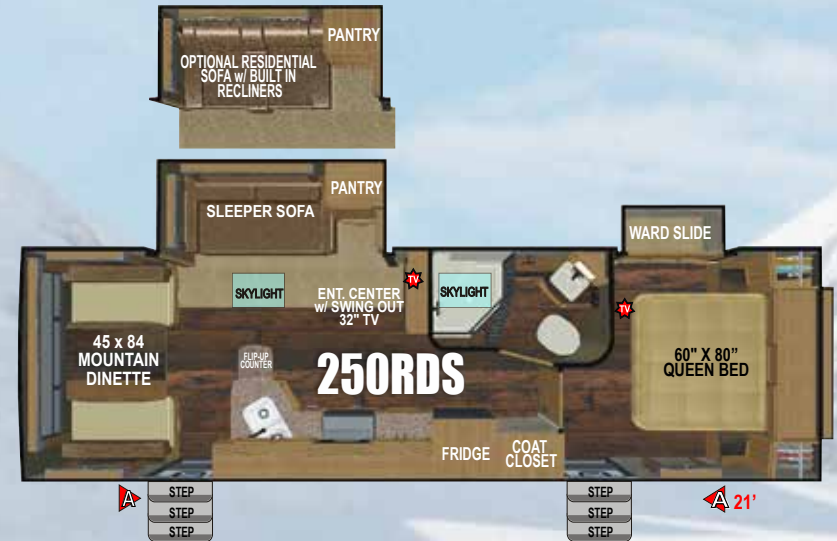 PANTRY
OPTIONAL RESIDENTIAL
SOFA w/ BUILT IN
RECLINERS
PANTRY
SLEEPER SOFA
WARD SLIDE
TV
SKYLIGHT
ENT. CENTER
w/ SWING OUT
32" TV
SKYLIGHT
TV
45 x 84
MOUNTAIN
DINETTE
FLIP-UP
COUNTER
250RDS
60" X 80”
QUEEN BED
FRIDGE
COAT
CLOSET
A
STEP
STEP
STEP
STEP
STEP
STEP
A 21'